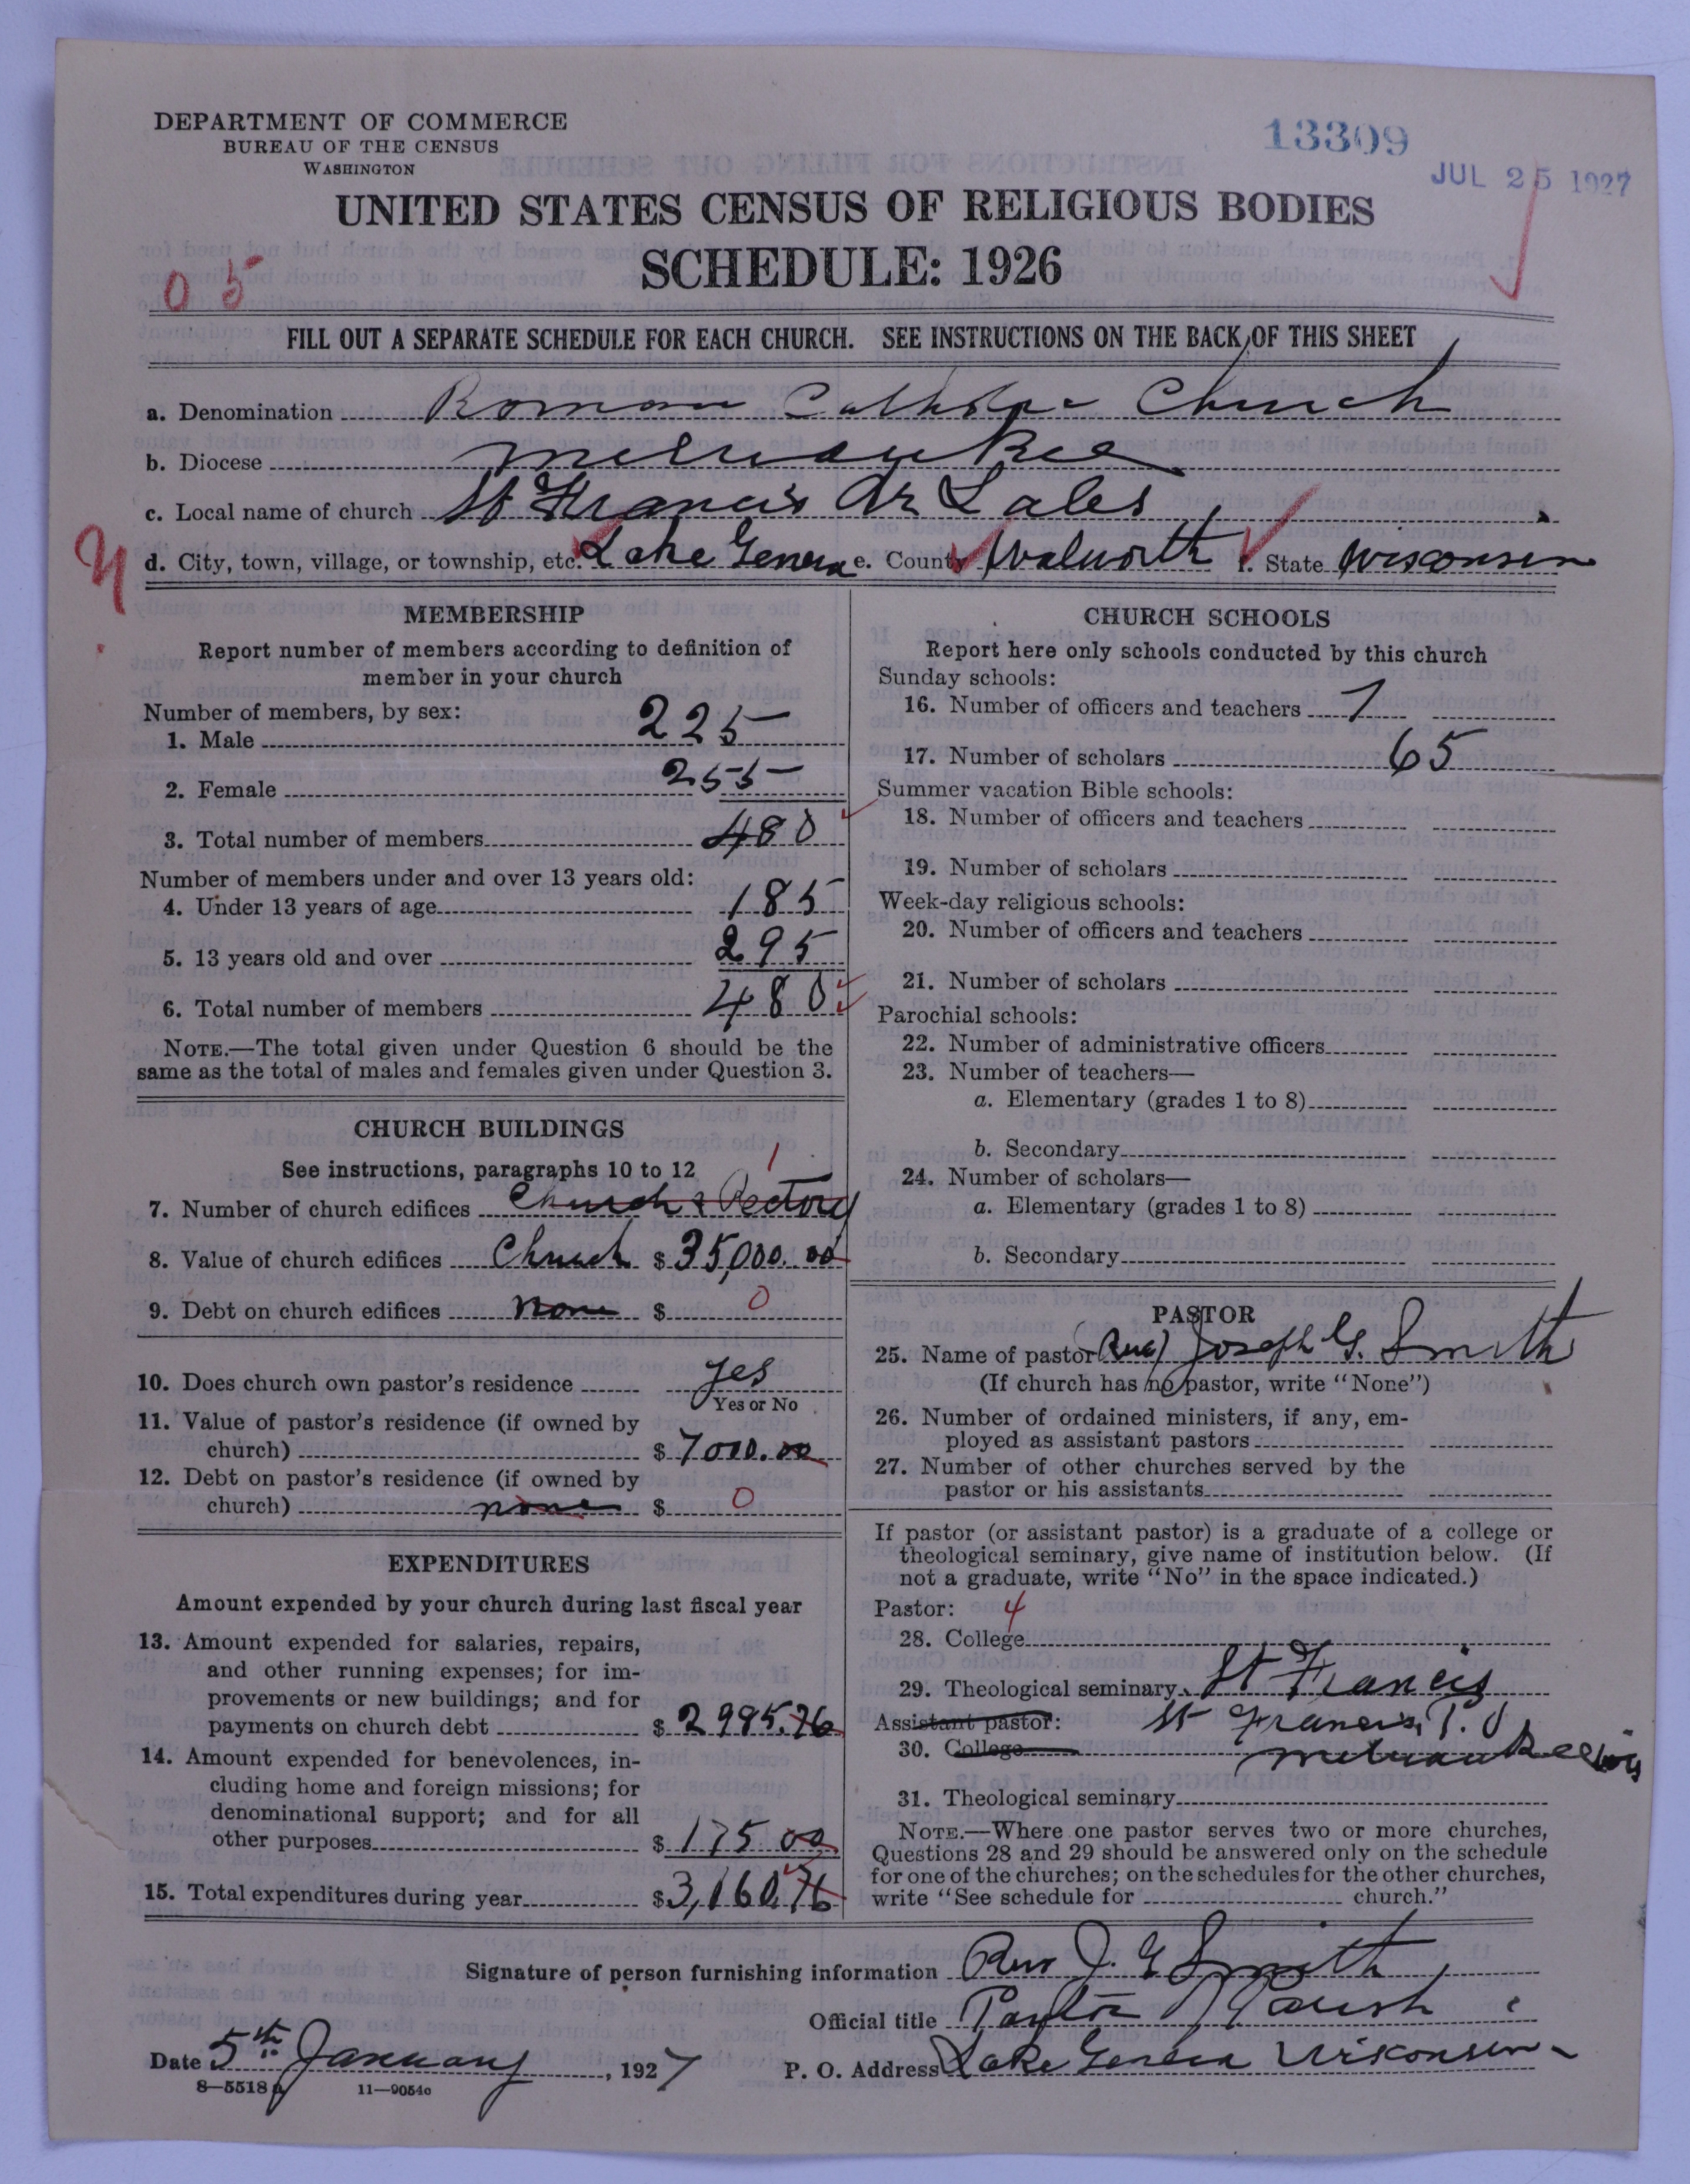 DEPARTMENT OF COMMERCE
BUREAU OF THE CENSUS
WASHINGTON
13309
JUL 25 1927
UNITED STATES CENSUS OF RELIGIOUS BODIES
SCHEDULE: 1926
05
FILL OUT A SEPARATE SCHEDULE FOR EACH CHURCH. SEE INSTRUCTIONS ON THE BACK OF THIS SHEET
a. Denomination Roman Catholic Church
b. Diocese Milwaukee
c. Local name of church St Francis de Sales
d. City, town, village, or township, etc. Lake Geneva e. County Walworth f. State Wisconsin
MEMBERSHIP
Report number of members according to definition of
member in your church
Number of members, by sex:
1. Male 225
2. Female 255
3. Total number of members 480
Number of members under and over 13 years old:
4. Under 13 years of age 185
5. 13 years old and over 295
6. Total number of members 480
NOTE.—The total given under Question 6 should be the
same as the total of males and females given under Question 3.
CHURCH BUILDINGS
See instructions, paragraphs 10 to 12
1
7. Number of church edifices Church & Rectory
8. Value of church edifices Church $ 35,000.00
9. Debt on church edifices none $ 0
10. Does church own pastor's residence yes
Yes or No
11. Value of pastor's residence (if owned by
church) $ 7000.00
12. Debt on pastor's residence (if owned by
church) none $ 0
EXPENDITURES
Amount expended by your church during last fiscal year
13. Amount expended for salaries, repairs,
and other running expenses; for im-
provements or new buildings; and for
payments on church debt $ 2985.76
14. Amount expended for benevolences, in-
cluding home and foreign missions; for
denominational support; and for all
other purposes $ 175.00
15. Total expenditures during year $ 3,160.76
CHURCH SCHOOLS
Report here only schools conducted by this church
Sunday schools:
16. Number of officers and teachers 7
17. Number of scholars 65
Summer vacation Bible schools:
18. Number of officers and teachers
19. Number of scholars
Week-day religious schools:
20. Number of officers and teachers
21. Number of scholars
Parochial schools:
22. Number of administrative officers
23. Number of teachers—
a. Elementary (grades 1 to 8)
b. Secondary
24. Number of scholars—
a. Elementary (grades 1 to 8)
b. Secondary
PASTOR
25. Name of pastor (Rev) Joseph G. Smith
(If church has no pastor, write "None")
26. Number of ordained ministers, if any, em-
ployed as assistant pastors
27. Number of other churches served by the
pastor or his assistants
If pastor (or assistant pastor) is a graduate of a college or
theological seminary, give name of institution below. (If
not a graduate, write "No" in the space indicated.)
Pastor: 4
28. College
29. Theological seminary St Francis
Assistant pastor: St Francis P.O.
30. College Milwaukee Wis
31. Theological seminary
NOTE.—Where one pastor serves two or more churches,
Questions 28 and 29 should be answered only on the schedule
for one of the churches; on the schedules for the other churches,
write "See schedule for church."
Signature of person furnishing information Rev J. G Smith
Official title Pastor Parish
Date 5th January, 1927 P. O. Address Lake Geneva Wisconsin
8—5518a 11—9054c